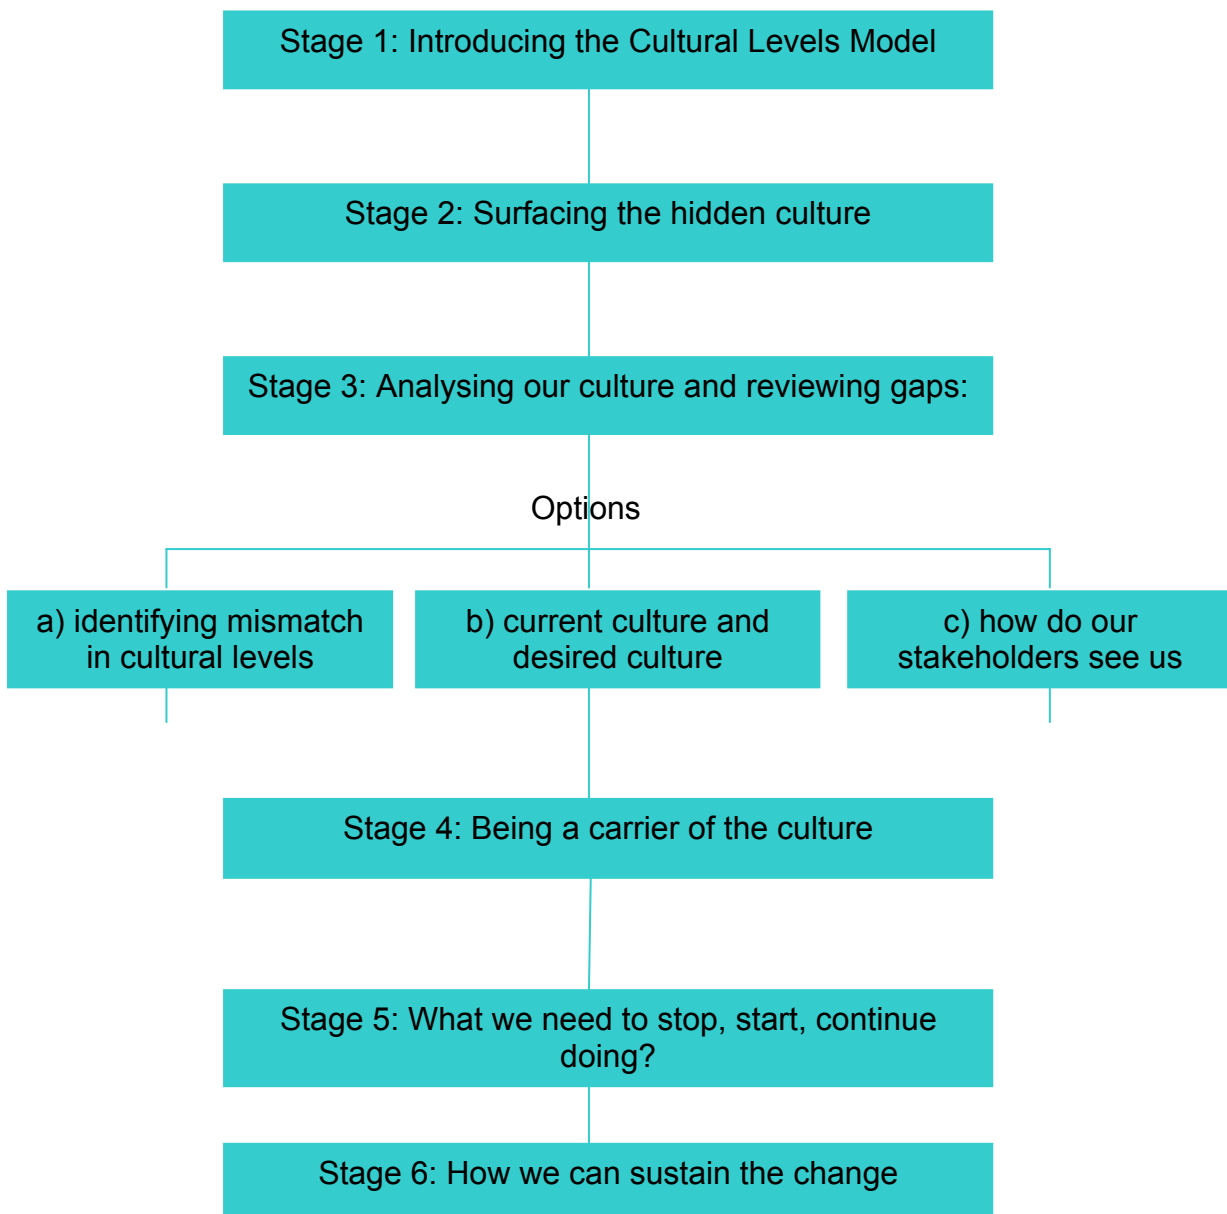 Stage 1: Introducing the Cultural Levels Model
Stage 2: Surfacing the hidden culture
Stage 3: Analysing our culture and reviewing gaps:
Options
a) identifying mismatch
in cultural levels
b) current culture and
desired culture
c) how do our
stakeholders see us
Stage 4: Being a carrier of the culture
Stage 5: What we need to stop, start, continue
doing?
Stage 6: How we can sustain the change